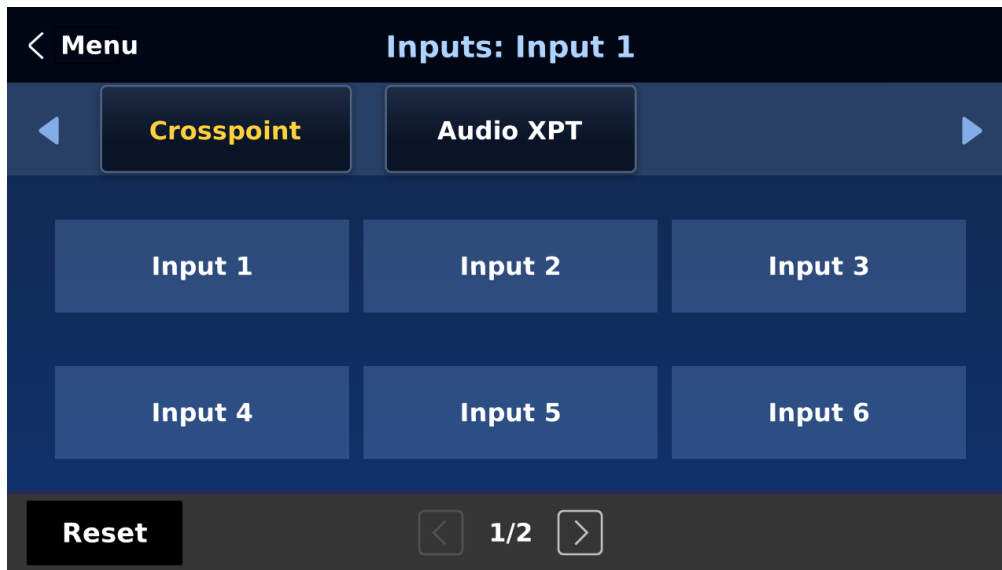 Menu
Inputs: Input 1
Crosspoint
Audio XPT
Input 1
Input 2
Input 3
Input 4
Input 5
Input 6
Reset
1/2